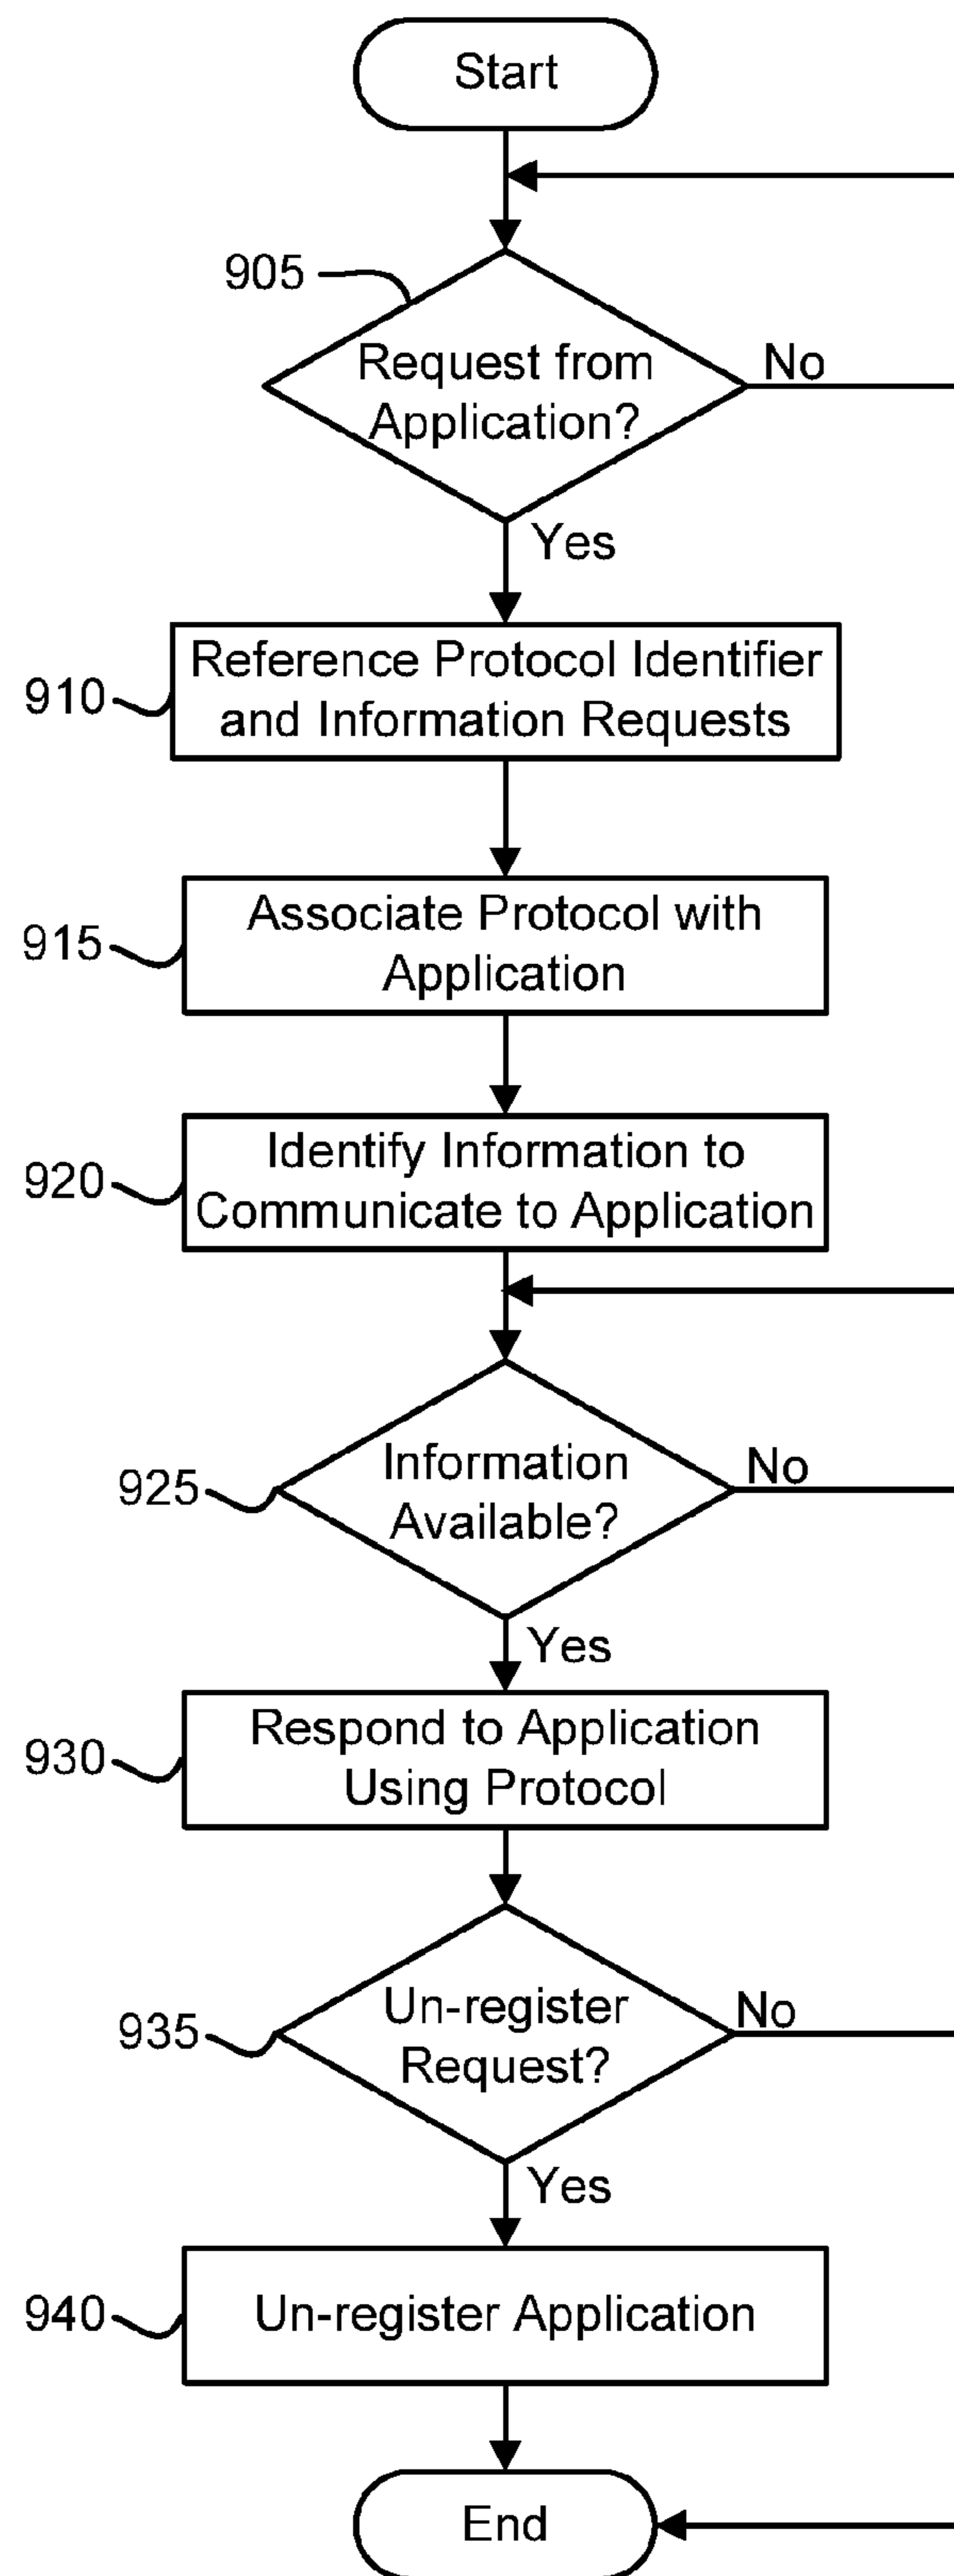 Start
905
Request from
Application?
No
Yes
910
Reference Protocol Identifier
and Information Requests
915
Associate Protocol with
Application
920
Identify Information to
Communicate to Application
925
Information
Available?
No
Yes
930
Respond to Application
Using Protocol
935
Un-register
Request?
No
Yes
940
Un-register Application
End